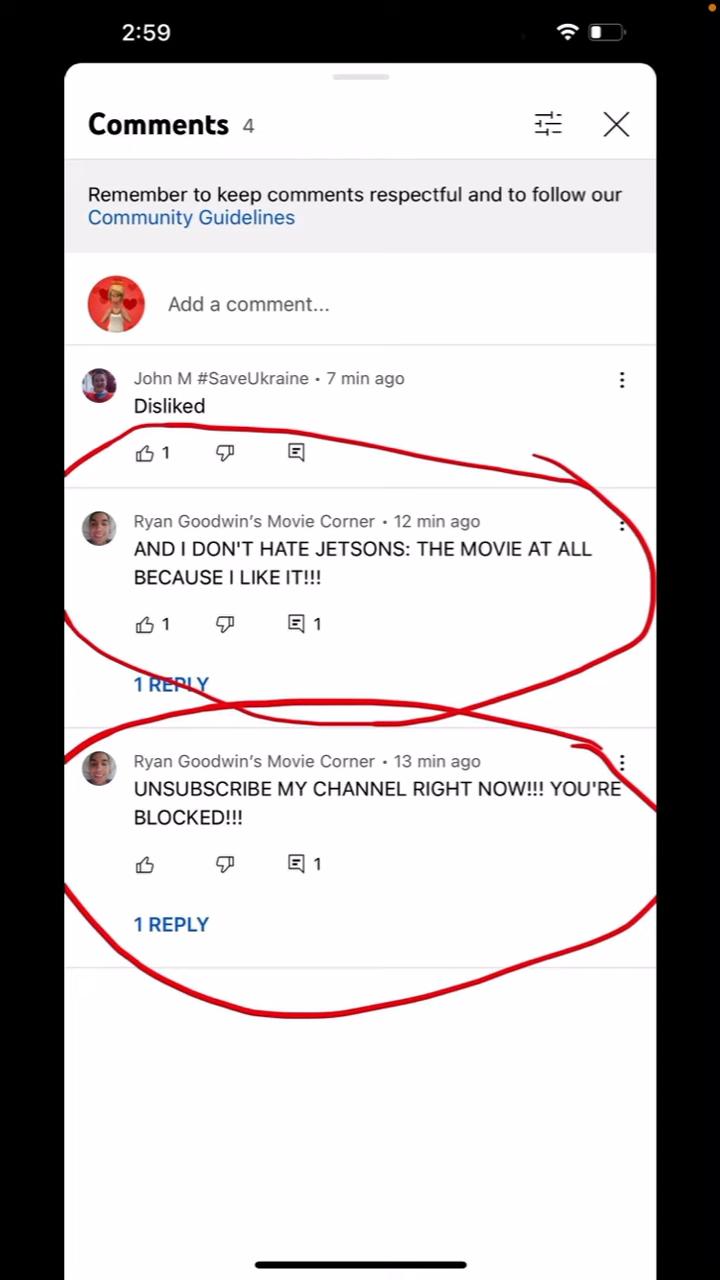 2:59
Comments 4
Remember to keep comments respectful and to follow our
Community Guidelines
Add a comment...
John M #SaveUkraine • 7 min ago
Disliked
1
Ryan Goodwin's Movie Corner • 12 min ago
AND I DON'T HATE JETSONS: THE MOVIE AT ALL
BECAUSE I LIKE IT!!!
1 1
1 REPLY
Ryan Goodwin's Movie Corner • 13 min ago
UNSUBSCRIBE MY CHANNEL RIGHT NOW!!! YOU'RE
BLOCKED!!!
1
1 REPLY